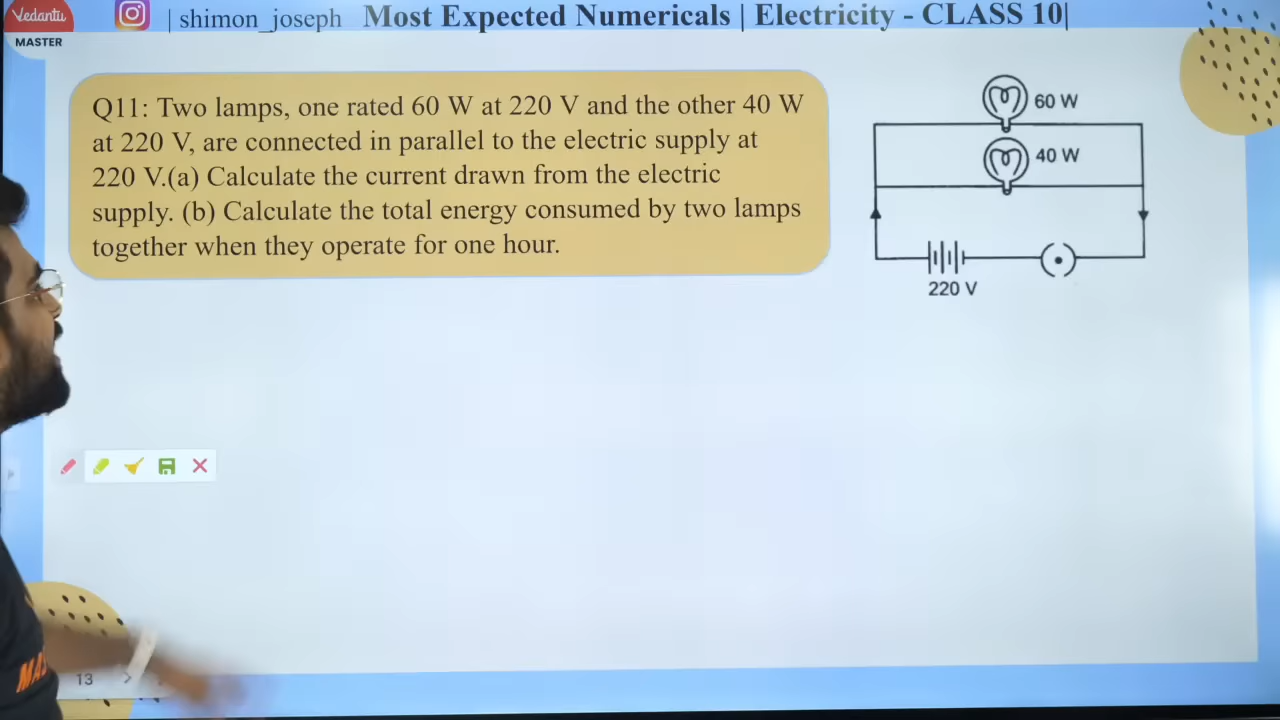 Vedantu
MASTER
| shimon_joseph
Most Expected Numericals | Electricity - CLASS 10|
Q11: Two lamps, one rated 60 W at 220 V and the other 40 W
at 220 V, are connected in parallel to the electric supply at
220 V.(a) Calculate the current drawn from the electric
supply. (b) Calculate the total energy consumed by two lamps
together when they operate for one hour.
60 W
40 W
220 V
13